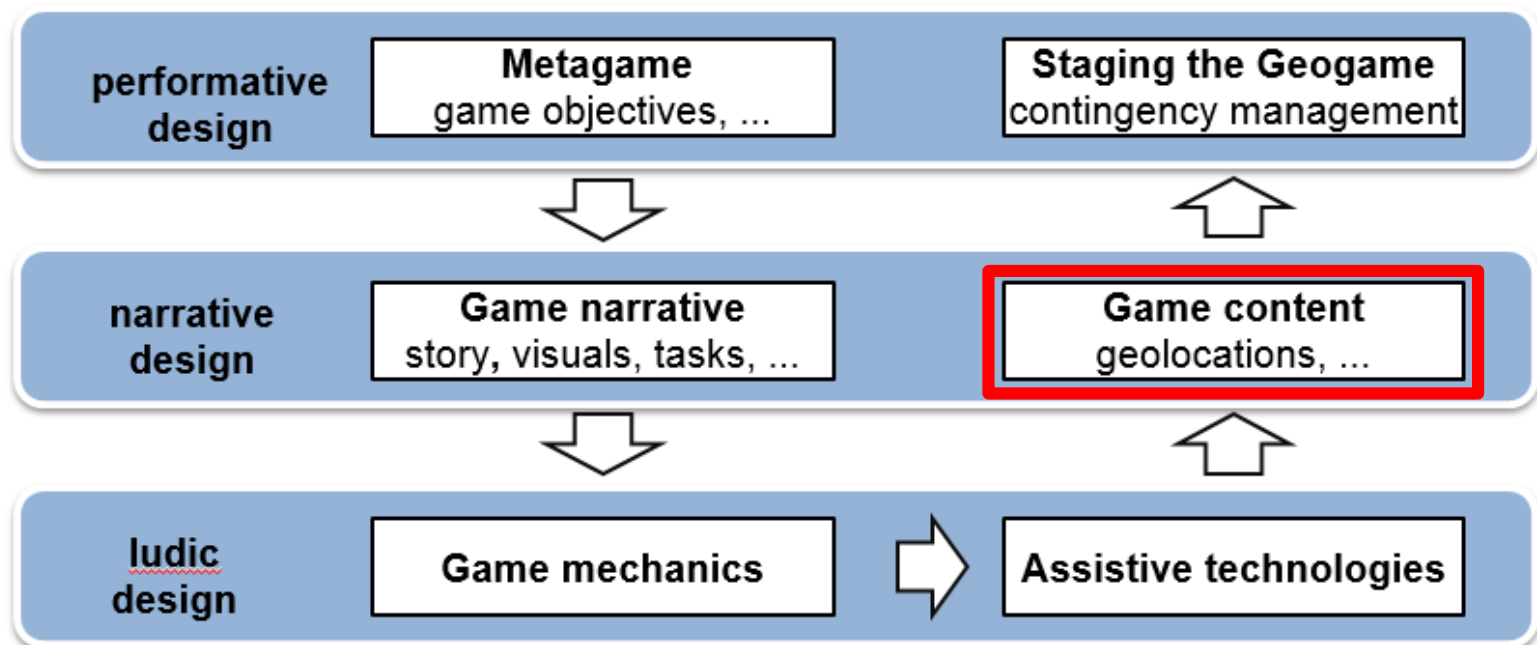 performative
design
Metagame
game objectives, ...
Staging the Geogame
contingency management
narrative
design
Game narrative
story, visuals, tasks, ...
Game content
geolocations, ...
ludic
design
Game mechanics
Assistive technologies